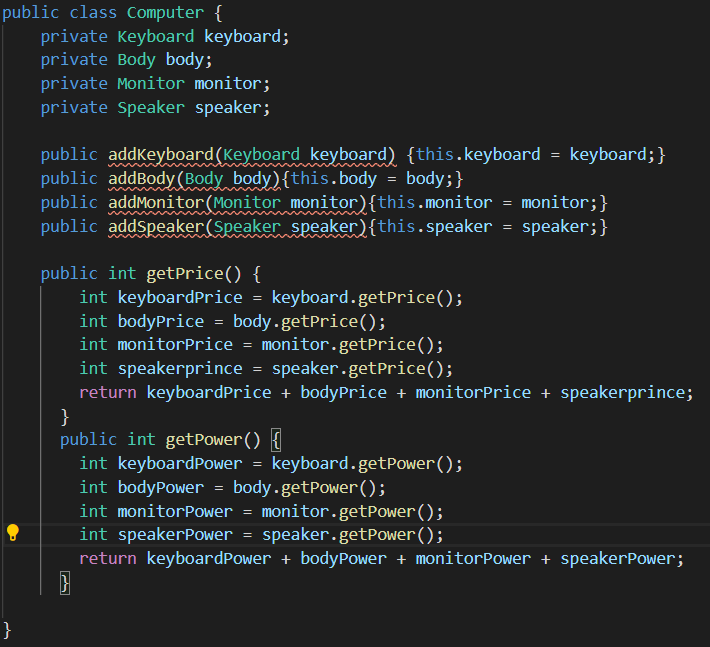 public class Computer {
    private Keyboard keyboard;
    private Body body;
    private Monitor monitor;
    private Speaker speaker;

    public addKeyboard(Keyboard keyboard) {this.keyboard = keyboard;}
    public addBody(Body body){this.body = body;}
    public addMonitor(Monitor monitor){this.monitor = monitor;}
    public addSpeaker(Speaker speaker){this.speaker = speaker;}

    public int getPrice() {
        int keyboardPrice = keyboard.getPrice();
        int bodyPrice = body.getPrice();
        int monitorPrice = monitor.getPrice();
        int speakerprince = speaker.getPrice();
        return keyboardPrice + bodyPrice + monitorPrice + speakerprince;
      }
      public int getPower() {
        int keyboardPower = keyboard.getPower();
        int bodyPower = body.getPower();
        int monitorPower = monitor.getPower();
        int speakerPower = speaker.getPower();
        return keyboardPower + bodyPower + monitorPower + speakerPower;
      }

}